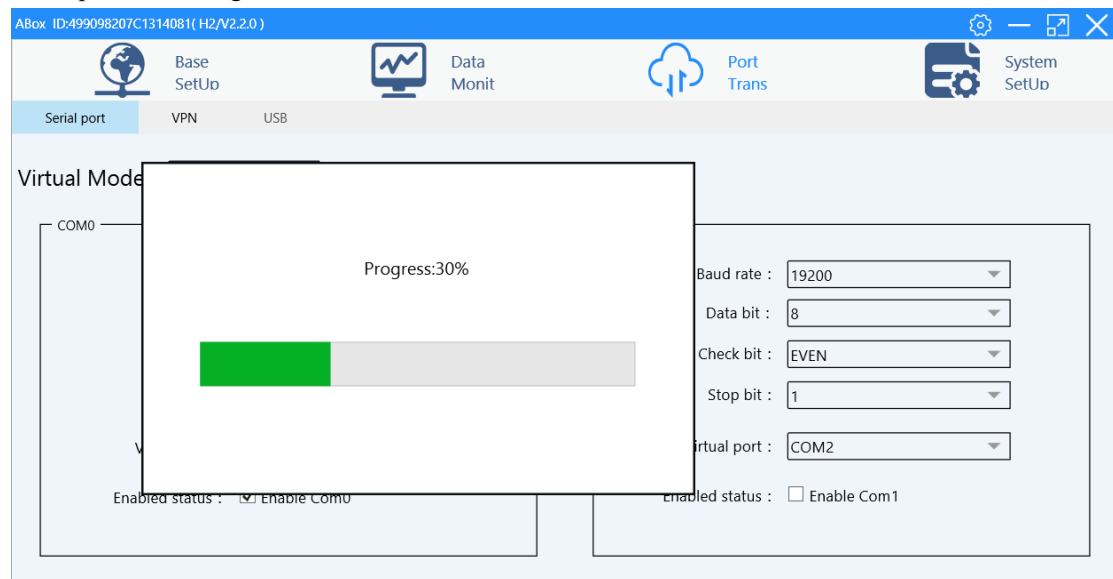 ABox ID:499098207C1314081( H2/V2.2.0 )
Base
SetUp
Data
Monit
Port
Trans
System
SetUp
Serial port VPN USB
Virtual Mode
COM0
Progress:30%
Baud rate : 19200
Data bit : 8
Check bit : EVEN
Stop bit : 1
irtual port : COM2
Enabled status : Enable Com0
Enabled status : Enable Com1